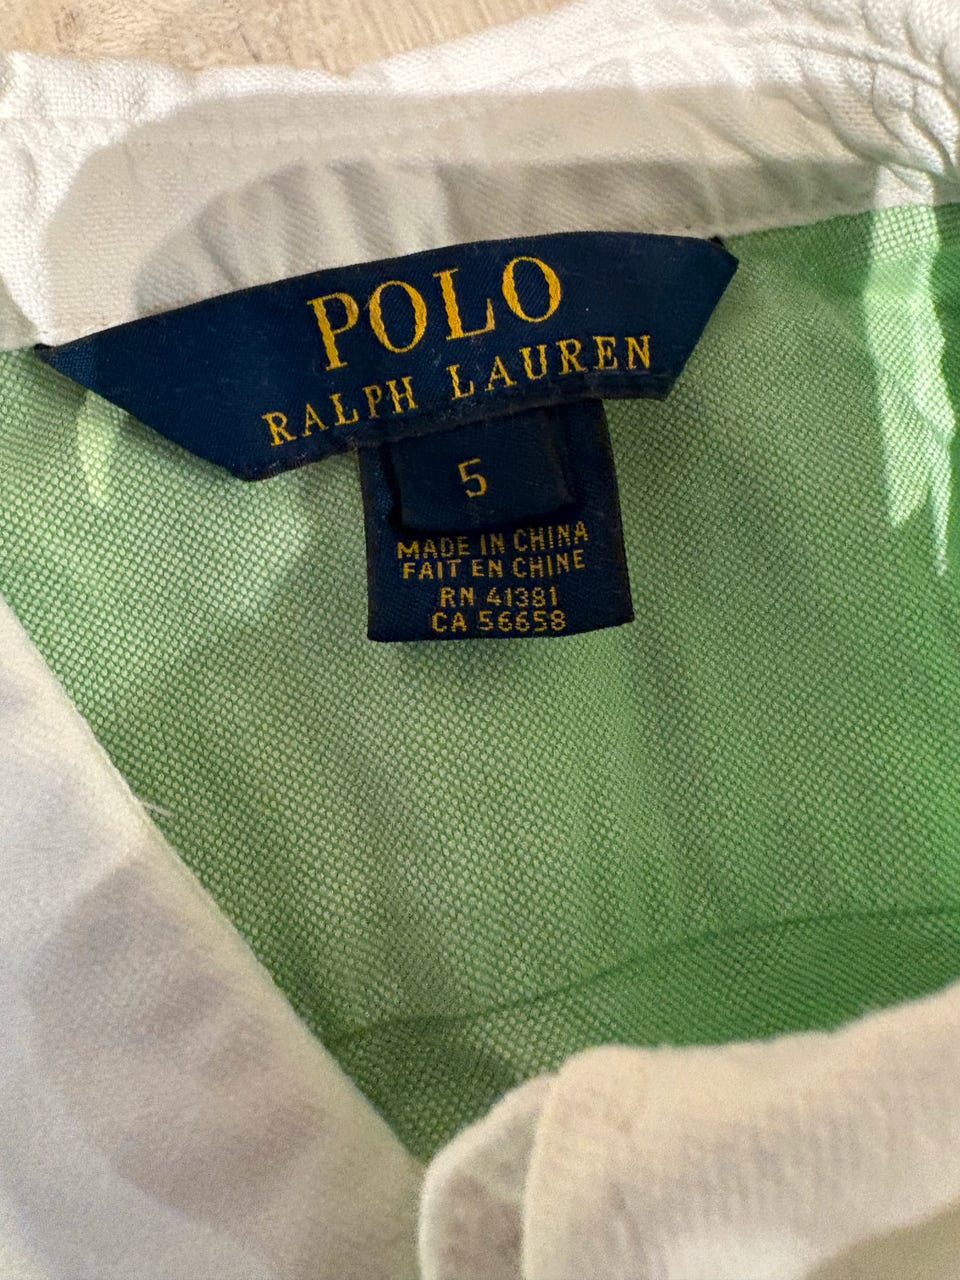 POLO
RALPH LAUREN
5
MADE IN CHINA
FAIT EN CHINE
RN 41381
CA 56658